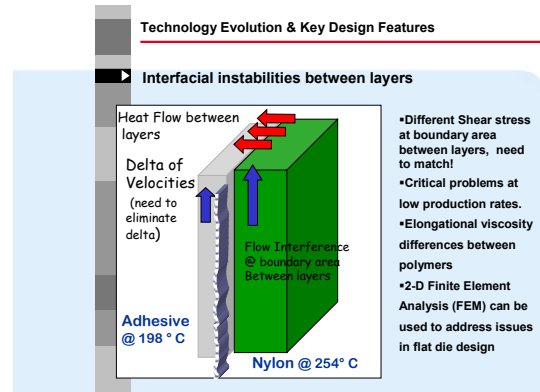 Technology Evolution & Key Design Features
Interfacial instabilities between layers
Heat Flow between
layers
Delta of
Velocities
(need to
eliminate
delta)
Flow Interference
@ boundary area
Between layers
Adhesive
@ 198 ° C
Nylon @ 254° C
▪Different Shear stress
at boundary area
between layers, need
to match!
▪Critical problems at
low production rates.
▪Elongational viscosity
differences between
polymers
▪2-D Finite Element
Analysis (FEM) can be
used to address issues
in flat die design